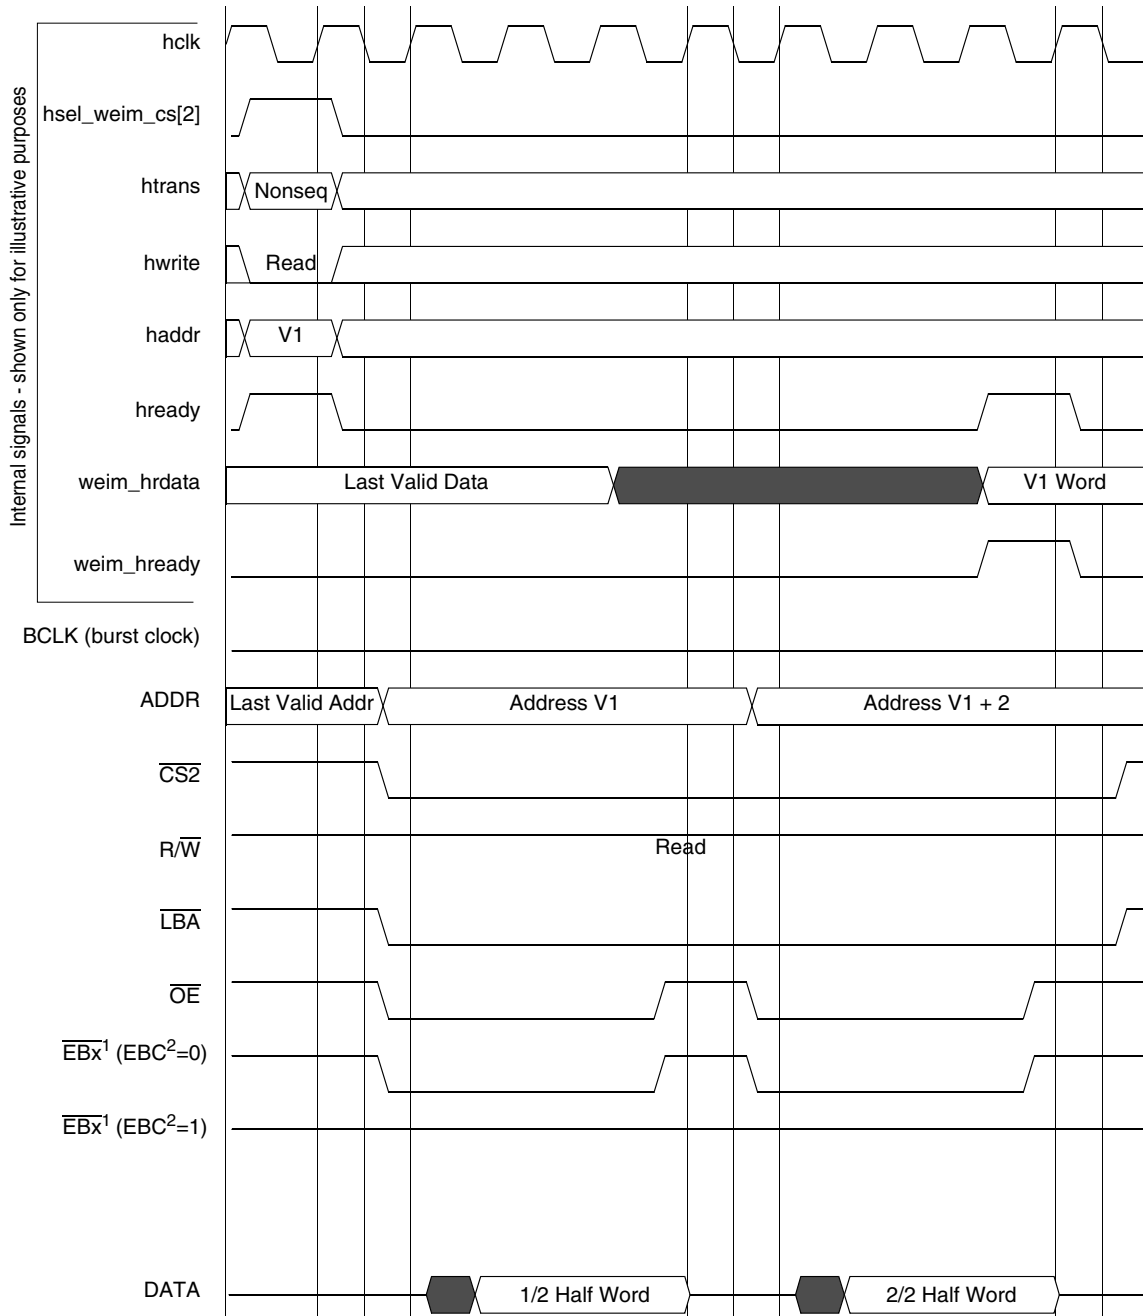 Internal signals - shown only for illustrative purposes
hclk
hsel_weim_cs[2]
htrans
Nonseq
hwrite
Read
haddr
V1
hready
weim_hrdata
Last Valid Data
V1 Word
weim_hready
BCLK (burst clock)
ADDR
Last Valid Addr
Address V1
Address V1 + 2
CS2
R/W
Read
LBA
OE
EBx1 (EBC2=0)
EBx1 (EBC2=1)
DATA
1/2 Half Word
2/2 Half Word